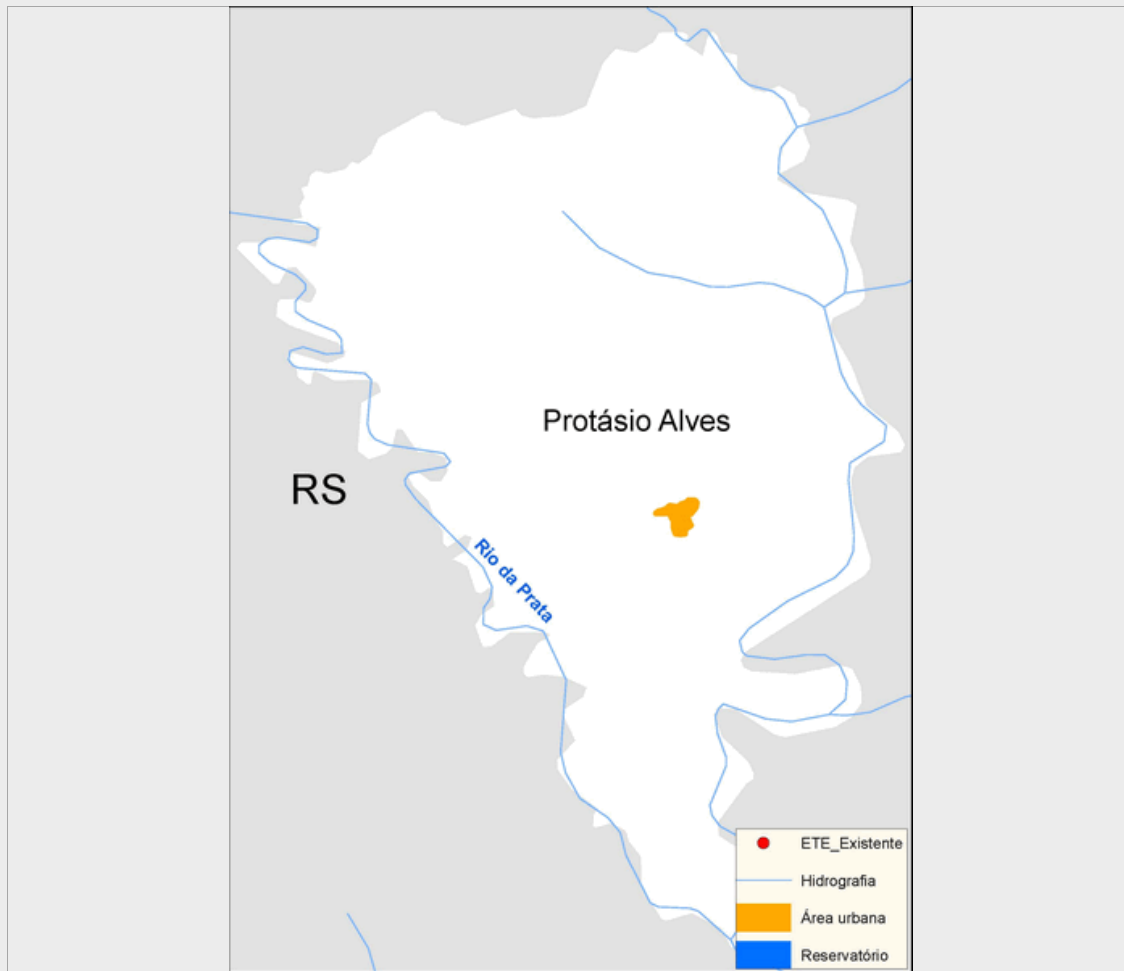 Protásio Alves
RS
Rio da Prata
ETE_Existente
Hidrografia
Área urbana
Reservatório